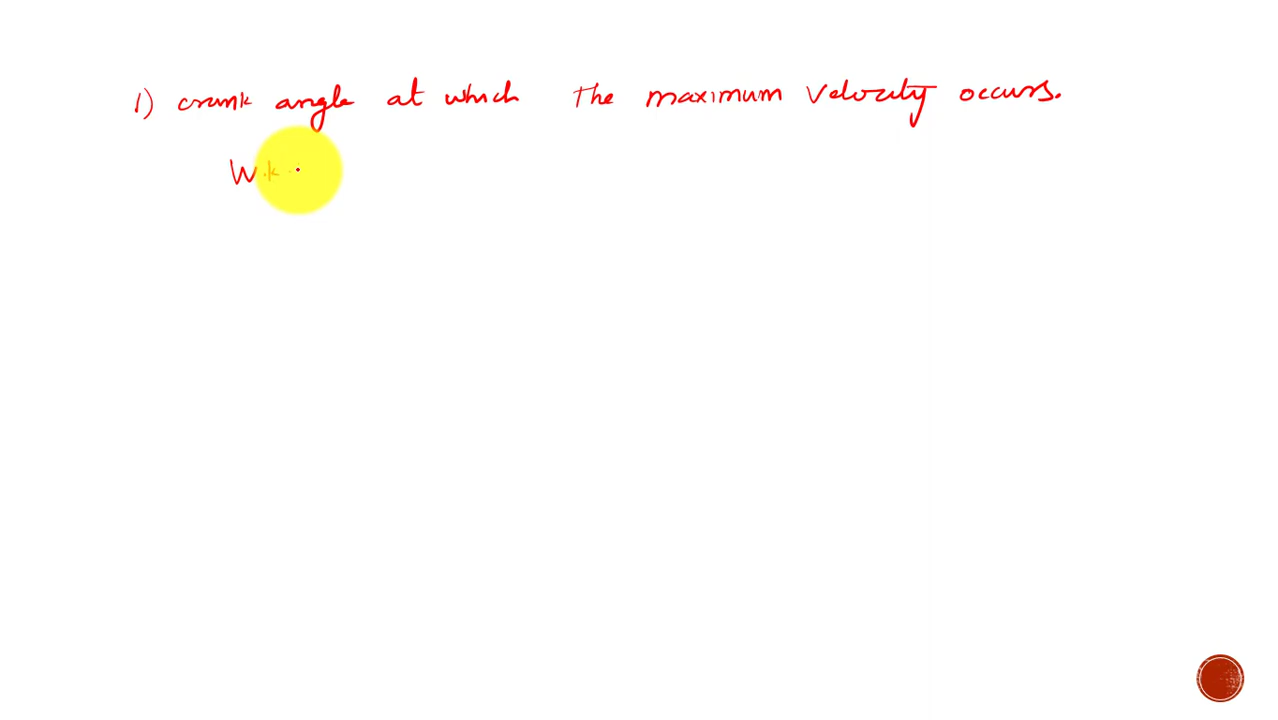 1) crank angle at which the maximum velocity occurs.
W.k.